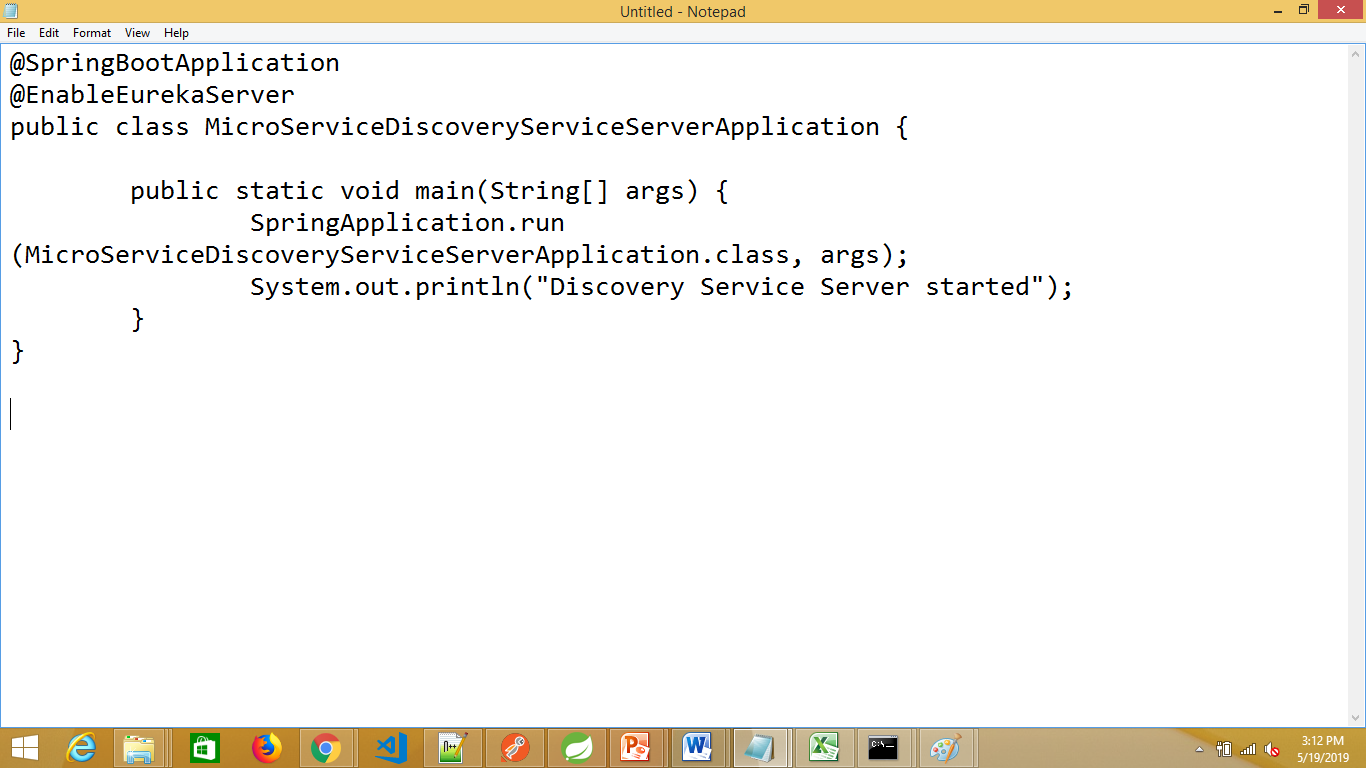 Untitled - Notepad
File Edit Format View Help
@SpringBootApplication
@EnableEurekaServer
public class MicroServiceDiscoveryServiceServerApplication {
public static void main(String[] args) {
SpringApplication.run
(MicroServiceDiscoveryServiceServerApplication.class, args);
System.out.println("Discovery Service Server started");
}
}
3:12 PM
5/19/2019